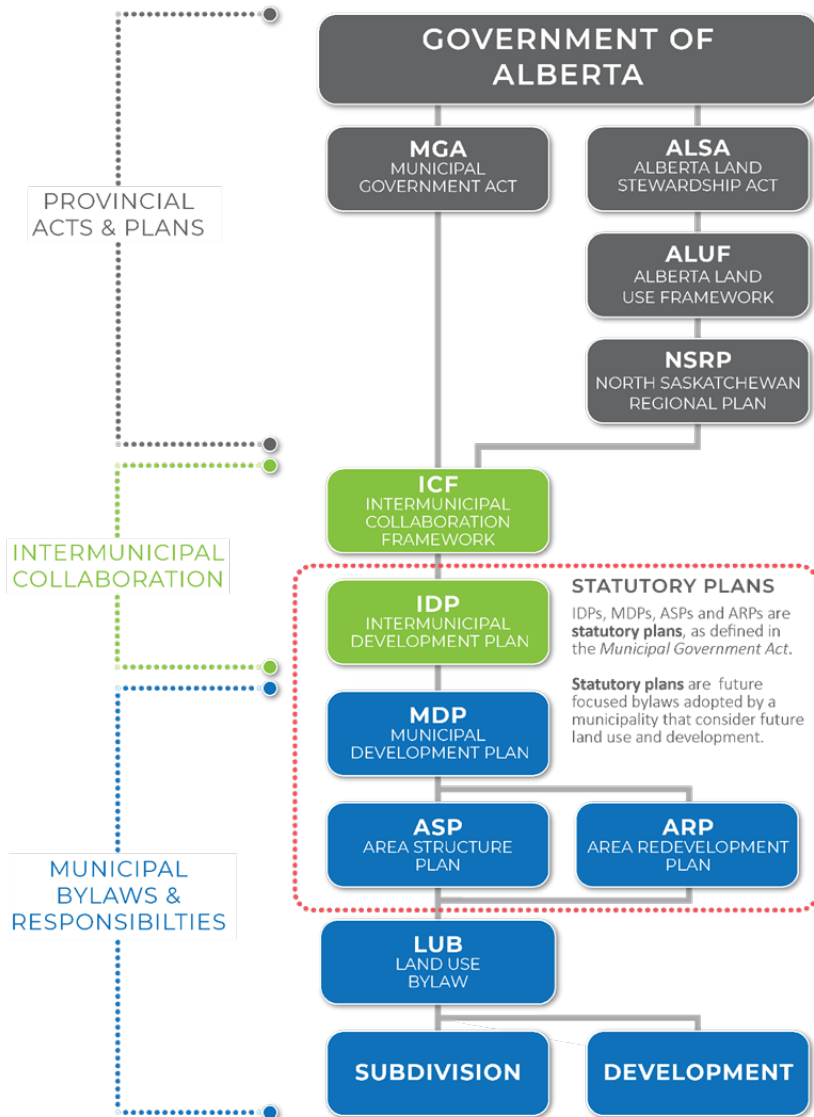 GOVERNMENT OF
ALBERTA
MGA
MUNICIPAL
GOVERNMENT ACT
ALSA
ALBERTA LAND
STEWARDSHIP ACT
PROVINCIAL
ACTS & PLANS
ALUF
ALBERTA LAND
USE FRAMEWORK
NSRP
NORTH SASKATCHEWAN
REGIONAL PLAN
ICF
INTERMUNICIPAL
COLLABORATION
FRAMEWORK
INTERMUNICIPAL
COLLABORATION
IDP
INTERMUNICIPAL
DEVELOPMENT PLAN
STATUTORY PLANS
IDPs, MDPs, ASPs and ARPs are
statutory plans, as defined in
the Municipal Government Act.
Statutory plans are future
focused bylaws adopted by a
municipality that consider future
land use and development.
MDP
MUNICIPAL
DEVELOPMENT PLAN
ASP
AREA STRUCTURE
PLAN
ARP
AREA REDEVELOPMENT
PLAN
MUNICIPAL
BYLAWS &
RESPONSIBILTIES
LUB
LAND USE
BYLAW
SUBDIVISION
DEVELOPMENT